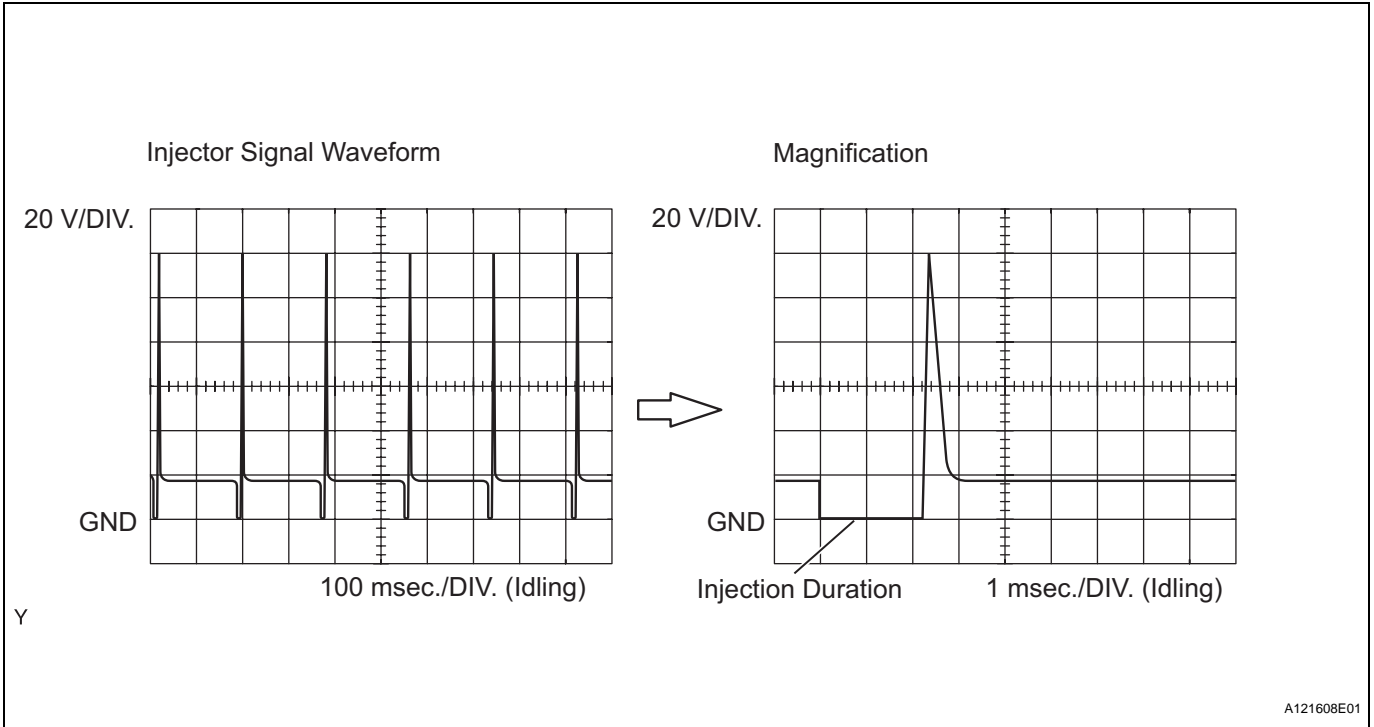 Injector Signal Waveform
Magnification
20 V/DIV.
20 V/DIV.
GND
GND
100 msec./DIV. (Idling)
Injection Duration
1 msec./DIV. (Idling)
Y
A121608E01